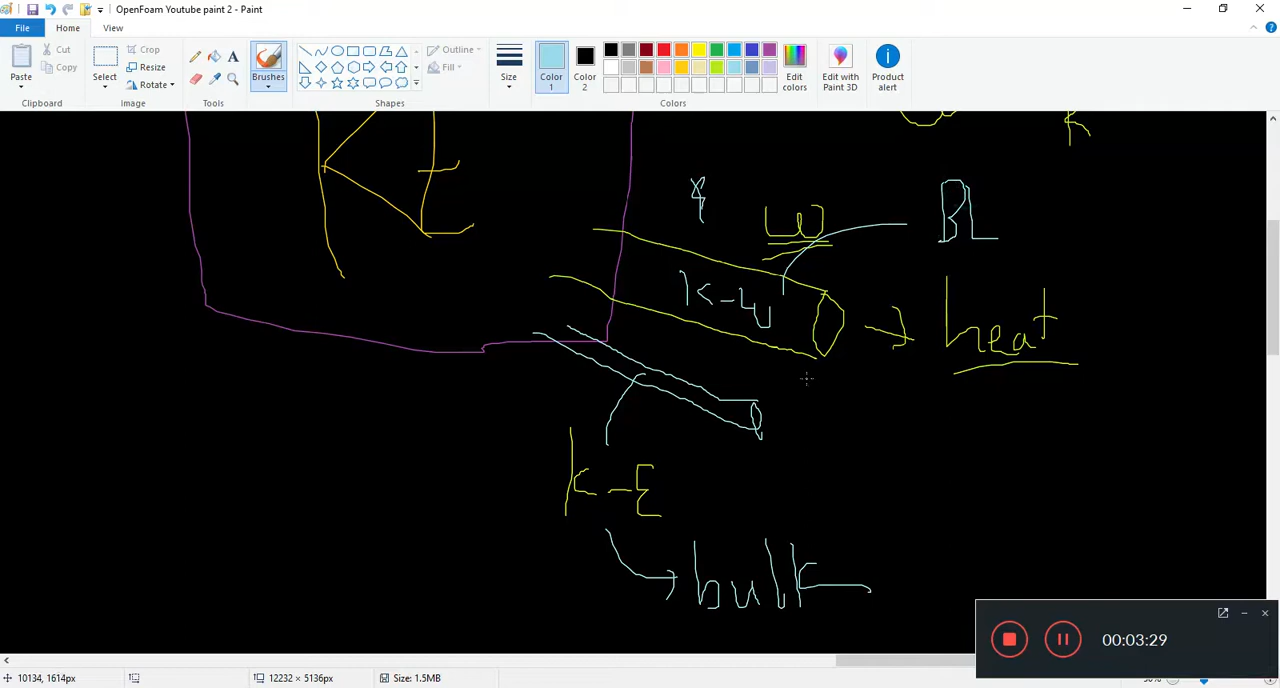 OpenFoam Youtube paint 2 - Paint
File
Home
View
Paste
Cut
Copy
Clipboard
Select
Crop
Resize
Rotate
Image
Tools
Brushes
Shapes
Outline
Fill
Size
Color 1
Color 2
Edit colors
Colors
Edit with Paint 3D
Product alert
KE
BL
ω
k-ω
heat
k-ε
bulk
00:03:29
10134, 1614px
12232 × 5136px
Size: 1.5MB